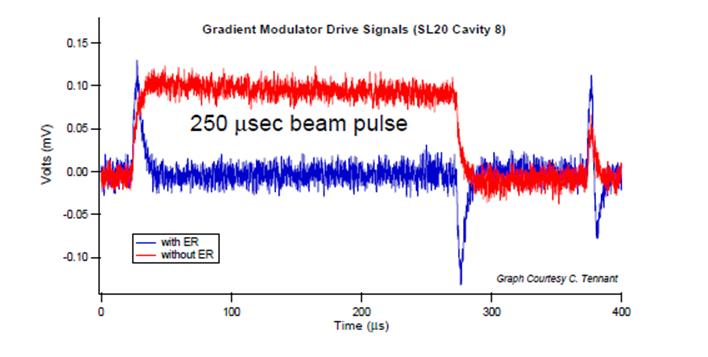 Gradient Modulator Drive Signals (SL20 Cavity 8)
0.15
0.10
0.05
0.00
-0.05
-0.10
Volts (mV)
250 μsec beam pulse
with ER
without ER
Graph Courtesy C. Tennant
0 100 200 300 400
Time (μs)